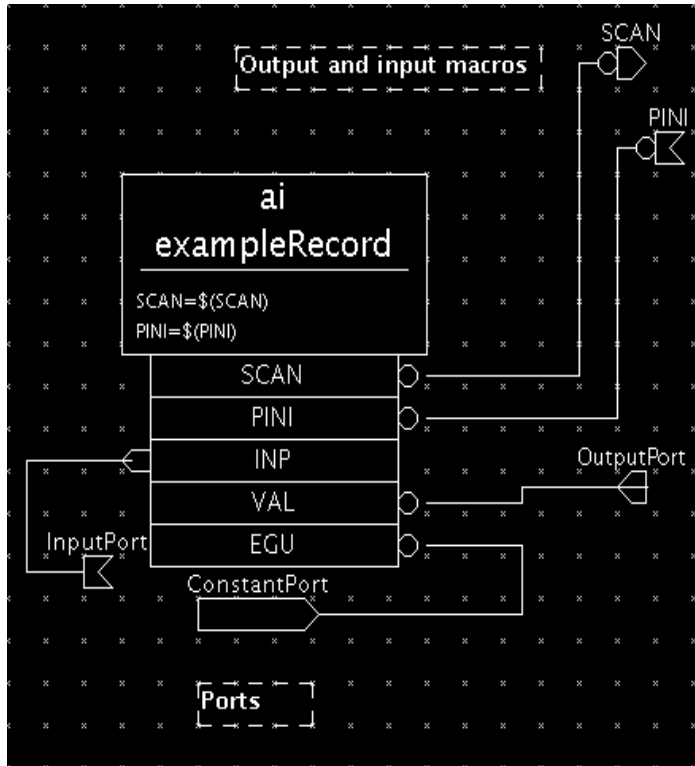 SCAN
Output and input macros
PINI
ai
exampleRecord
SCAN=$(SCAN)
PINI=$(PINI)
SCAN
PINI
INP
OutputPort
VAL
InputPort
EGU
ConstantPort
Ports